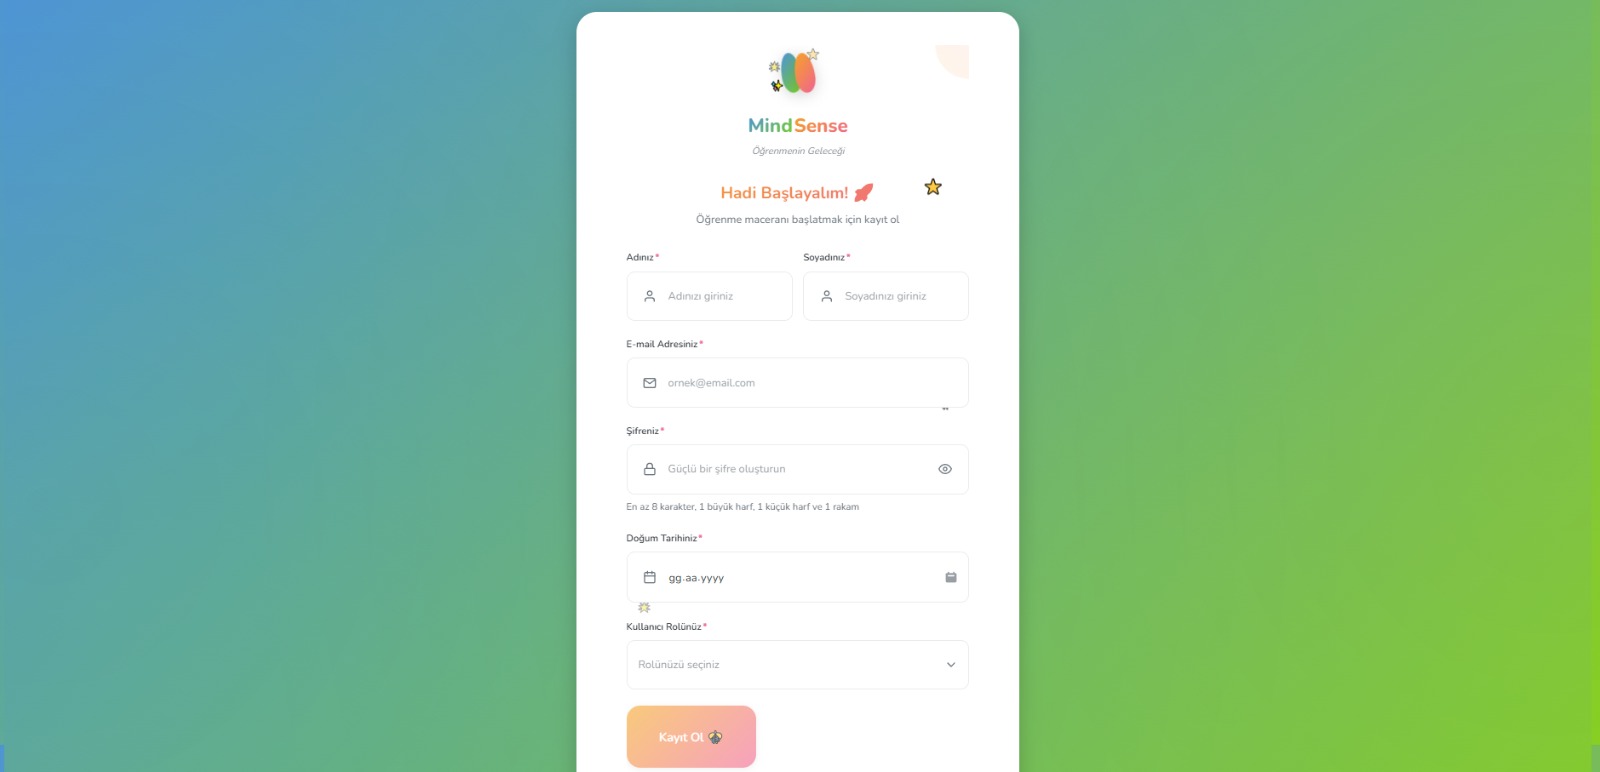 MindSense
Öğrenmenin Geleceği
Hadi Başlayalım!
Öğrenme maceranı başlatmak için kayıt ol
Adınız* Soyadınız*
Adınızı giriniz Soyadınızı giriniz
E-mail Adresiniz*
ornek@email.com
Şifreniz*
Güçlü bir şifre oluşturun
En az 8 karakter, 1 büyük harf, 1 küçük harf ve 1 rakam
Doğum Tarihiniz*
gg.aa.yyyy
Kullanıcı Rolünüz*
Rolünüzü seçiniz
Kayıt Ol